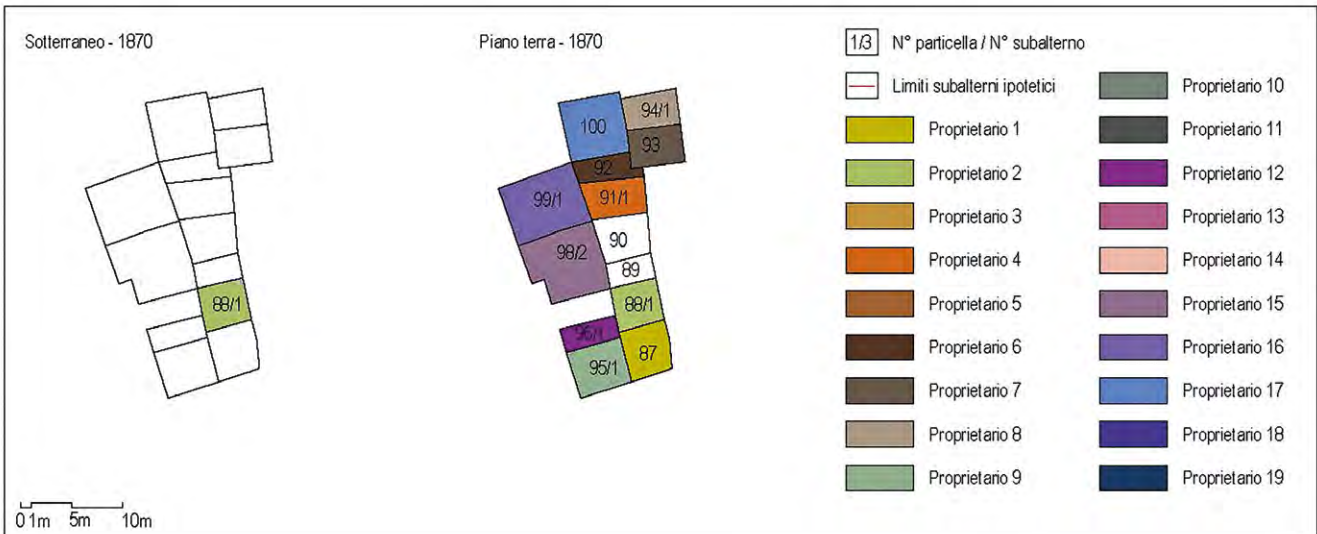 Sotterraneo - 1870
88/1
0 1m 5m 10m
Piano terra - 1870
94/1
100
93
92
99/1
91/1
90
98/2
89
88/1
96/1
87
95/1
1/3 N° particella / N° subalterno
Limiti subalterni ipotetici
Proprietario 1
Proprietario 2
Proprietario 3
Proprietario 4
Proprietario 5
Proprietario 6
Proprietario 7
Proprietario 8
Proprietario 9
Proprietario 10
Proprietario 11
Proprietario 12
Proprietario 13
Proprietario 14
Proprietario 15
Proprietario 16
Proprietario 17
Proprietario 18
Proprietario 19